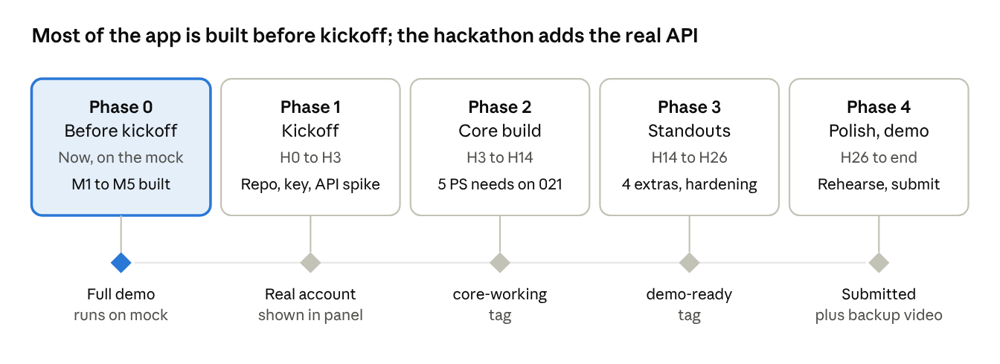 Most of the app is built before kickoff; the hackathon adds the real API
Phase 0
Before kickoff
Now, on the mock
M1 to M5 built
Phase 1
Kickoff
H0 to H3
Repo, key, API spike
Phase 2
Core build
H3 to H14
5 PS needs on 021
Phase 3
Standouts
H14 to H26
4 extras, hardening
Phase 4
Polish, demo
H26 to end
Rehearse, submit
Full demo
runs on mock
Real account
shown in panel
core-working
tag
demo-ready
tag
Submitted
plus backup video